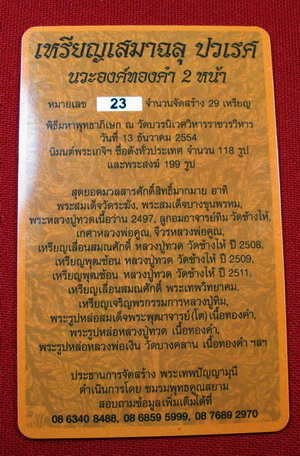 เหรียญเสมาฉลุ ปวเรศ
นวะองค์ทองคำ 2 หน้า
หมายเลข 23 จำนวนจัดสร้าง 29 เหรียญ
พิธีมหาพุทธาภิเษก ณ วัดบวรนิเวศวิหารราชวรวิหาร
วันที่ 13 ธันวาคม 2554
นิมนต์พระเกจิฯ ชื่อดังทั่วประเทศ จำนวน 118 รูป
และพระสงฆ์ 199 รูป
สุดยอดมวลสารศักดิ์สิทธิ์มากมาย อาทิ
พระสมเด็จวัดระฆัง, พระสมเด็จบางขุนพรหม,
พระหลวงปู่ทวดเนื้อว่าน 2497, ลูกอมอาจารย์ทิม วัดช้างให้,
เกศาหลวงพ่อคูณ, จีวรหลวงพ่อคูณ,
เหรียญเลื่อนสมณศักดิ์ หลวงปู่ทวด วัดช้างให้ ปี 2508,
เหรียญพุฒซ้อน หลวงปู่ทวด วัดช้างให้ ปี 2509,
เหรียญพุฒซ้อน หลวงปู่ทวด วัดช้างให้ ปี 2511,
เหรียญเลื่อนสมณศักดิ์ พระเทพวิทยาคม,
เหรียญเจริญพรกรรมการหลวงปู่ทิม,
พระรูปหล่อสมเด็จพระพุฒาจารย์ (โต) เนื้อทองคำ,
พระรูปหล่อหลวงปู่ทวด เนื้อทองคำ,
พระรูปหล่อหลวงพ่อเงิน วัดบางคลาน เนื้อทองคำ ฯลฯ
ประธานการจัดสร้าง พระเทพปัญญามุนี
ดำเนินการโดย ชมรมพุทธคุณสยาม
สอบถามข้อมูลเพิ่มเติมได้ที่
08 6340 8488, 08 6859 5999, 08 7689 2970